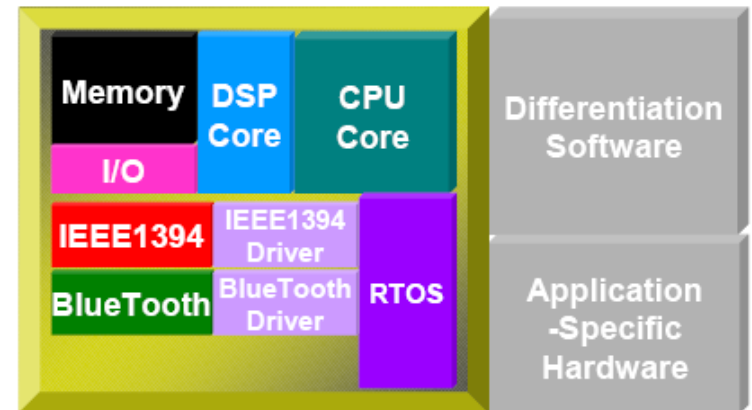 Memory
DSP
Core
CPU
Core
I/O
Differentiation
Software
IEEE1394
IEEE1394
Driver
BlueTooth
BlueTooth
Driver
RTOS
Application
-Specific
Hardware